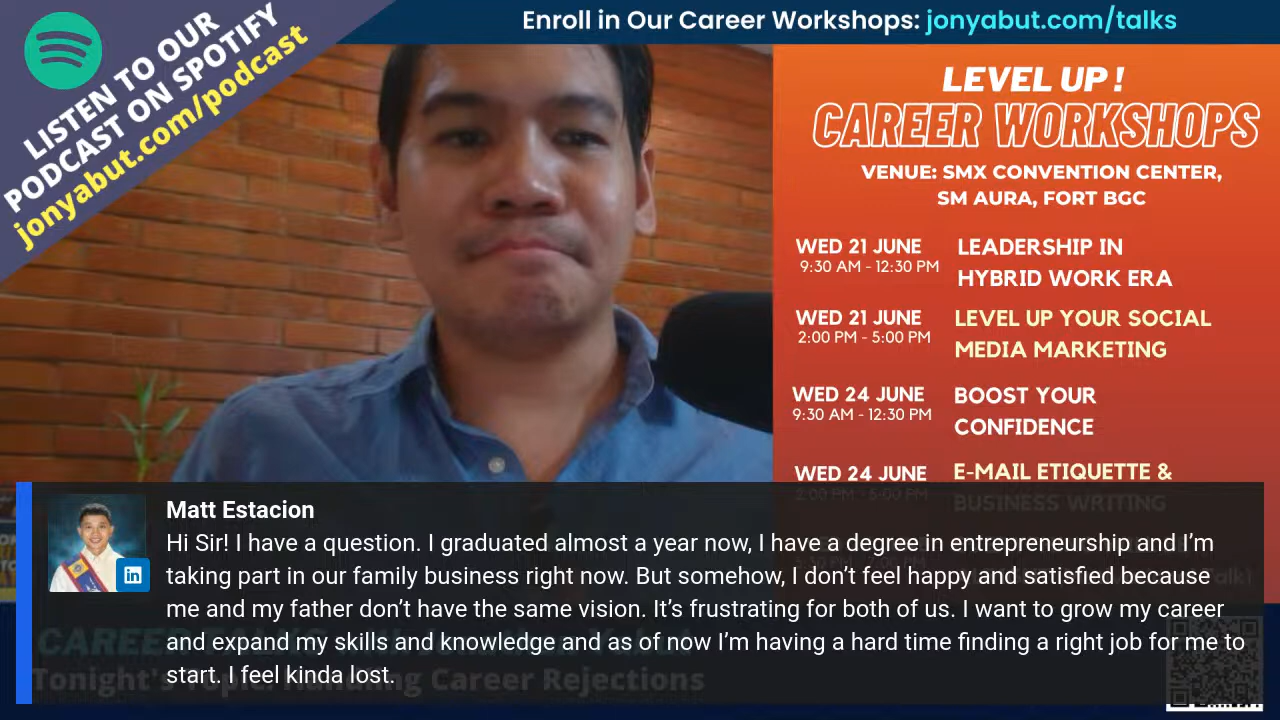 LISTEN TO OUR
PODCAST ON SPOTIFY
jonyabut.com/podcast
Enroll in Our Career Workshops: jonyabut.com/talks
LEVEL UP!
CAREER WORKSHOPS
VENUE: SMX CONVENTION CENTER,
SM AURA, FORT BGC
WED 21 JUNE
9:30 AM - 12:30 PM
LEADERSHIP IN
HYBRID WORK ERA
WED 21 JUNE
2:00 PM - 5:00 PM
LEVEL UP YOUR SOCIAL
MEDIA MARKETING
WED 24 JUNE
9:30 AM - 12:30 PM
BOOST YOUR
CONFIDENCE
WED 24 JUNE
2:00 PM - 5:00 PM
E-MAIL ETIQUETTE &
BUSINESS WRITING
Matt Estacion
in
Hi Sir! I have a question. I graduated almost a year now, I have a degree in entrepreneurship and I’m
taking part in our family business right now. But somehow, I don’t feel happy and satisfied because
me and my father don’t have the same vision. It’s frustrating for both of us. I want to grow my career
and expand my skills and knowledge and as of now I’m having a hard time finding a right job for me to
start. I feel kinda lost.
Tonight's Topic: Handling Career Rejections